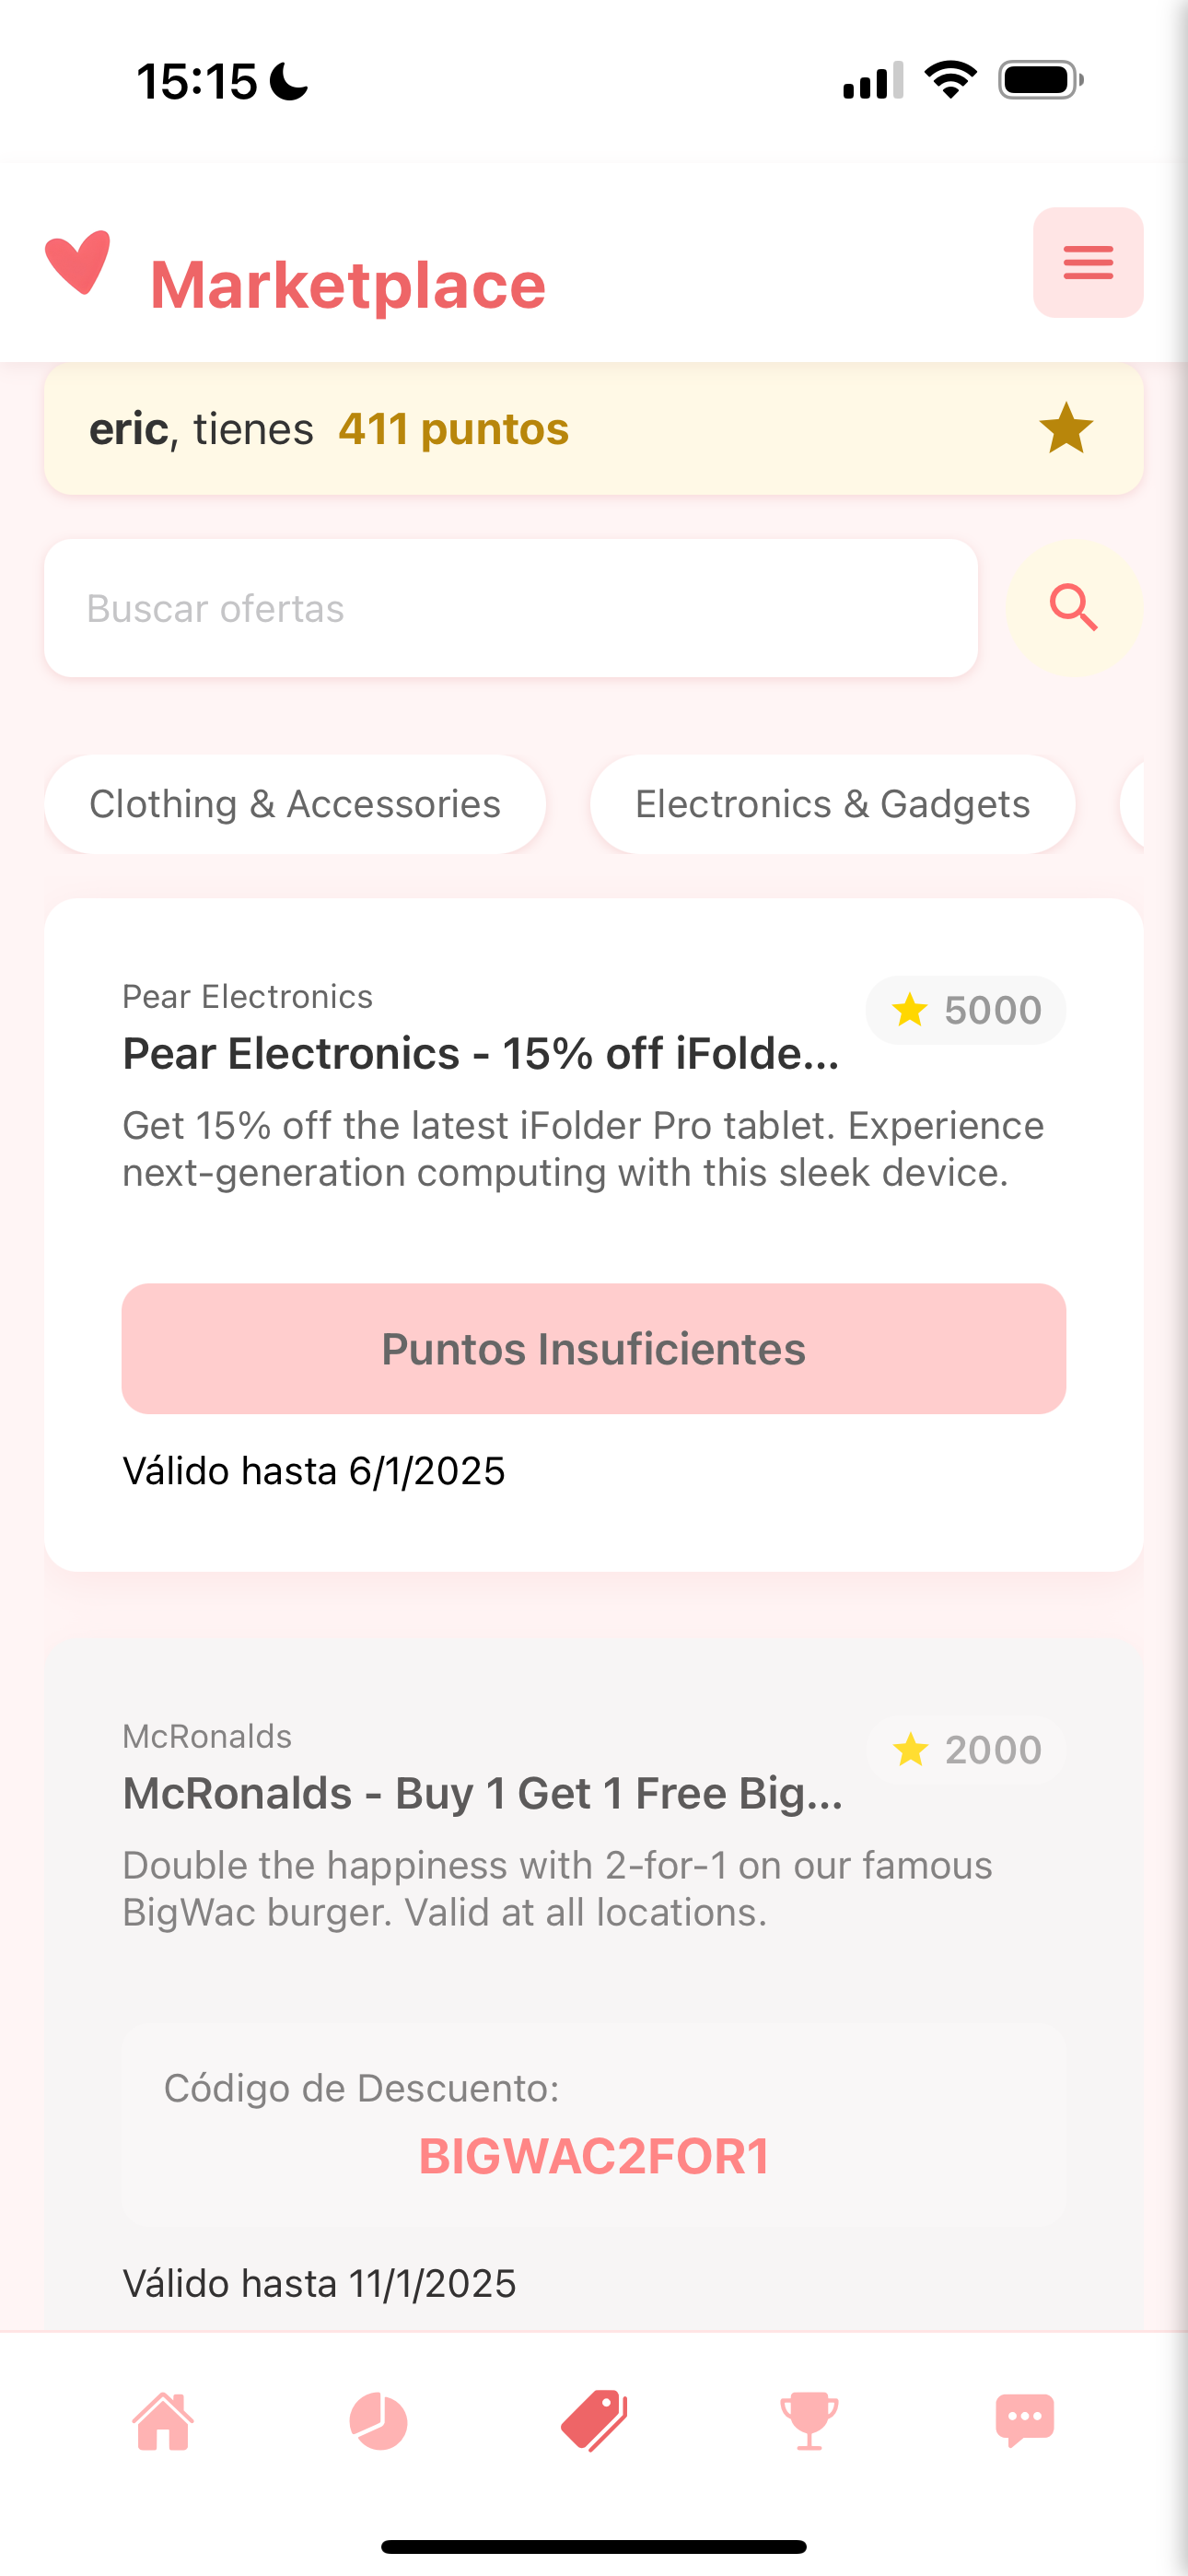 15:15
Marketplace
eric, tienes 411 puntos
Buscar ofertas
Clothing & Accessories
Electronics & Gadgets
Pear Electronics
5000
Pear Electronics - 15% off iFolde...
Get 15% off the latest iFolder Pro tablet. Experience
next-generation computing with this sleek device.
Puntos Insuficientes
Válido hasta 6/1/2025
McRonalds
2000
McRonalds - Buy 1 Get 1 Free Big...
Double the happiness with 2-for-1 on our famous
BigWac burger. Valid at all locations.
Código de Descuento:
BIGWAC2FOR1
Válido hasta 11/1/2025